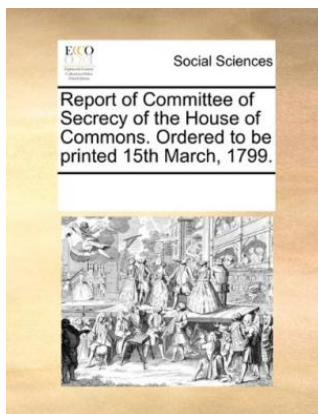 ECCO
Social Sciences
Report of Committee of
Secrecy of the House of
Commons. Ordered to be
printed 15th March, 1799.